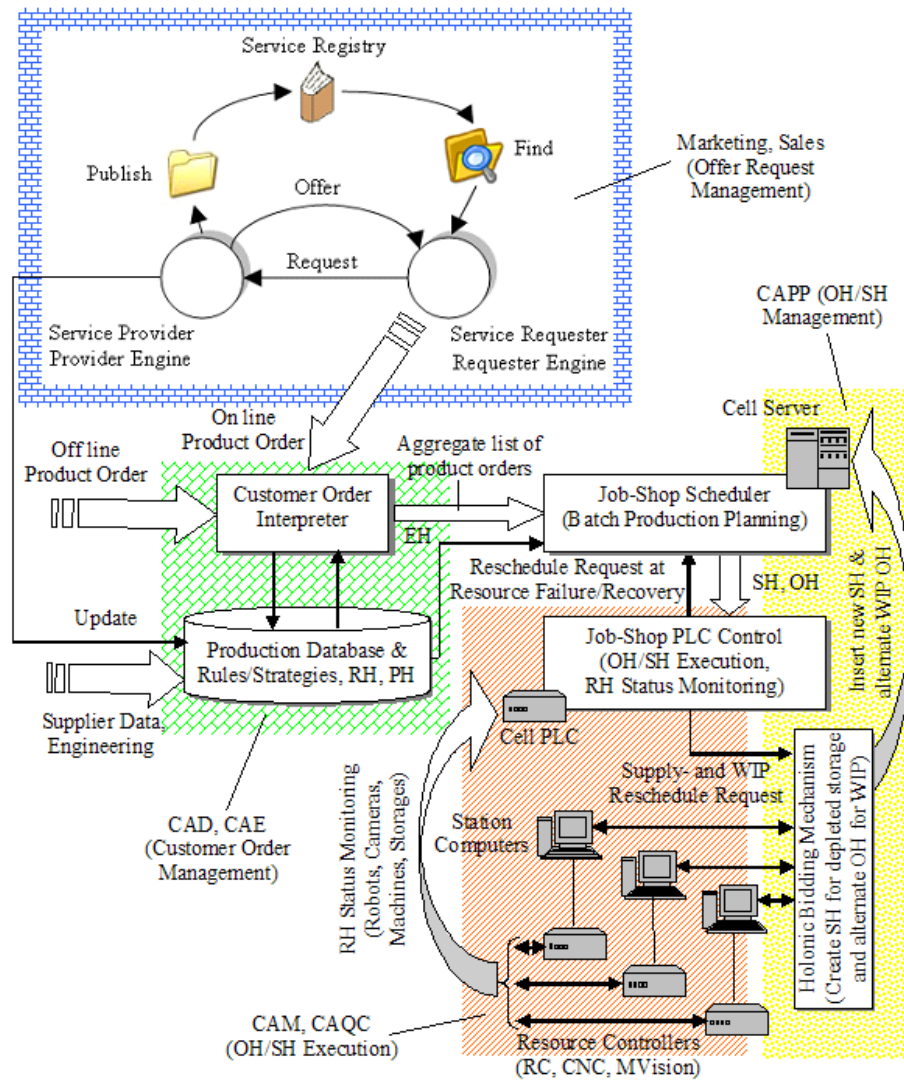 Service Registry
Publish
Find
Offer
Request
Service Provider
Provider Engine
Service Requester
Requester Engine
Marketing, Sales
(Offer Request
Management)
CAPP (OH/SH
Management)
Cell Server
On line
Product Order
Off line
Product Order
Aggregate list of
product orders
Customer Order
Interpreter
EH
Job-Shop Scheduler
(Batch Production Planning)
Reschedule Request at
Resource Failure/Recovery
SH, OH
Insert new SH &
alternate WIP OH
Update
Production Database &
Rules/Strategies, RH, PH
Job-Shop PLC Control
(OH/SH Execution,
RH Status Monitoring)
Supplier Data,
Engineering
Cell PLC
Supply- and WIP
Reschedule Request
CAD, CAE
(Customer Order
Management)
RH Status Monitoring
(Robots, Cameras,
Machines, Storages)
Station
Computers
Holonic Bidding Mechanism
(Create SH for depleted storage
and alternate OH for WIP)
CAM, CAQC
(OH/SH Execution)
Resource Controllers
(RC, CNC, MVision)